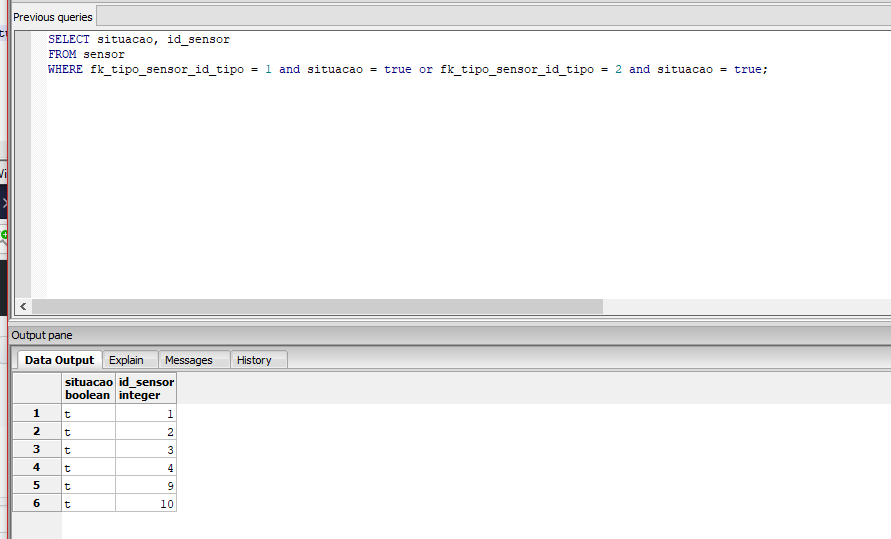 Previous queries
SELECT situacao, id_sensor
FROM sensor
WHERE fk_tipo_sensor_id_tipo = 1 and situacao = true or fk_tipo_sensor_id_tipo = 2 and situacao = true;
Output pane
Data Output Explain Messages History
situacao id_sensor
boolean integer
1 t 1
2 t 2
3 t 3
4 t 4
5 t 9
6 t 10